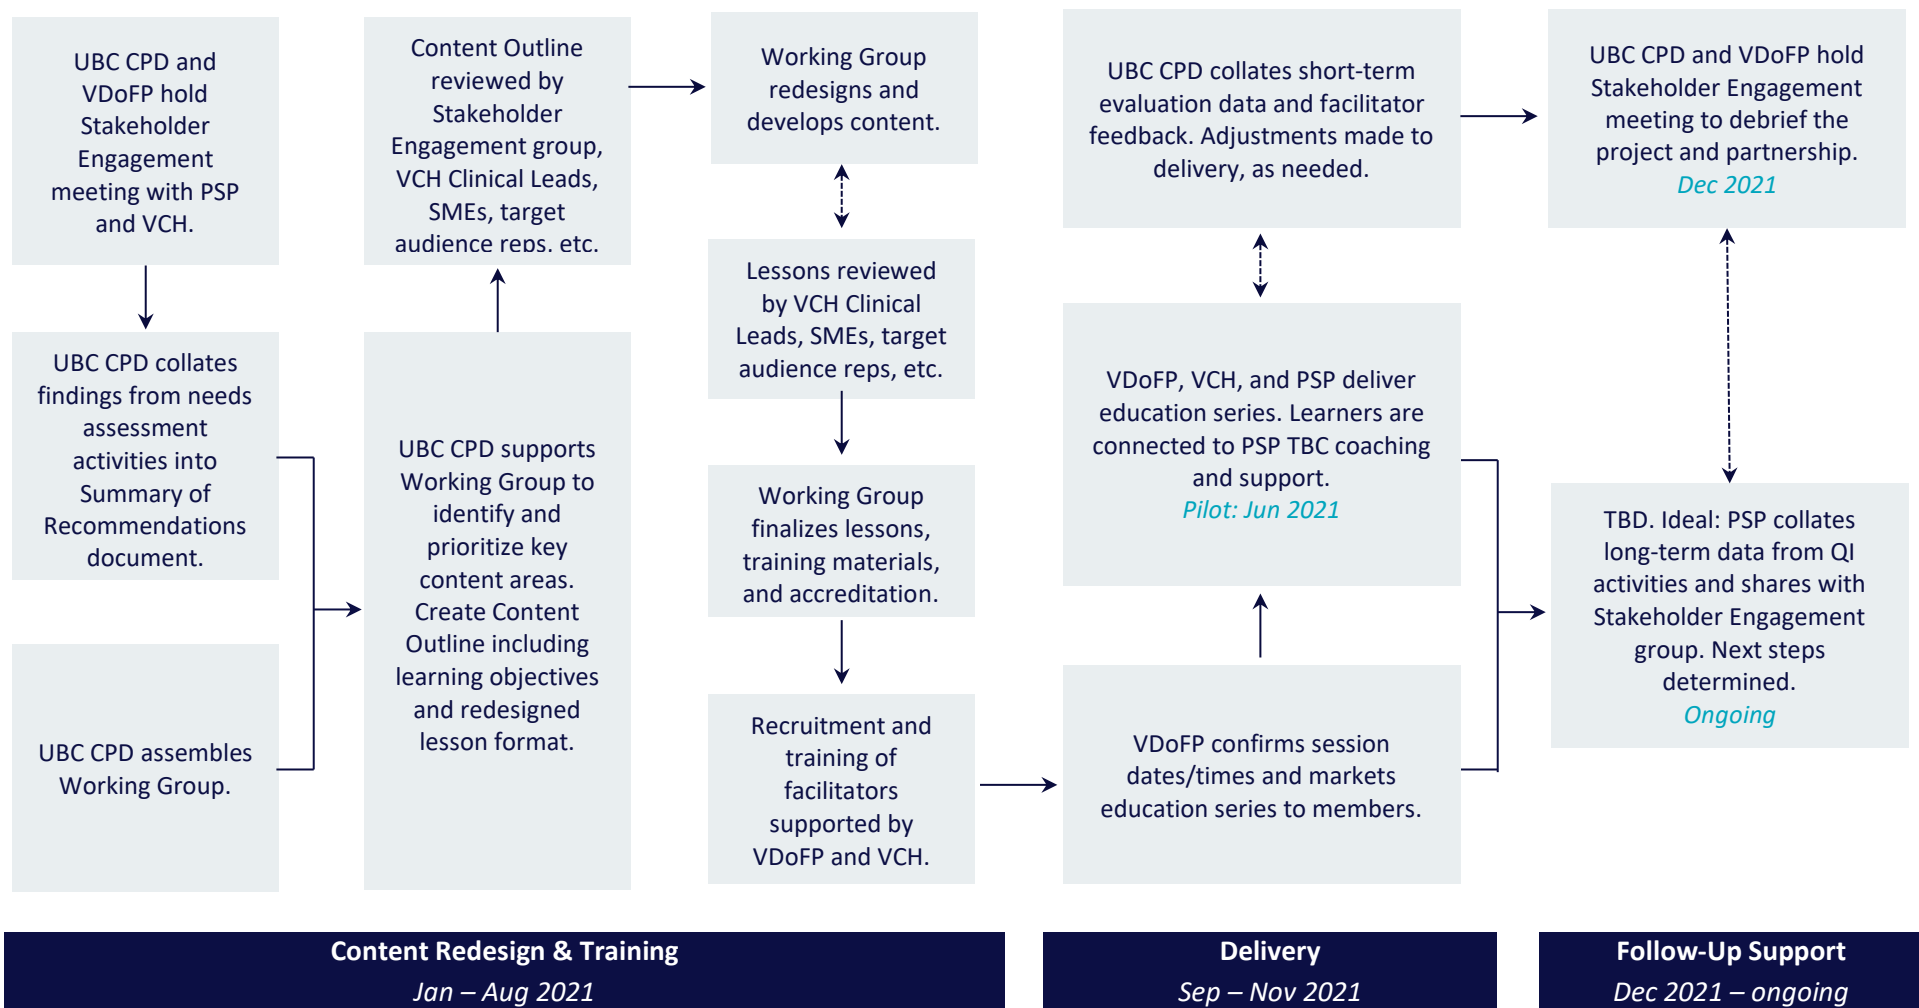 UBC CPD and
VDoFP hold
Stakeholder
Engagement
meeting with PSP
and VCH.
UBC CPD collates
findings from needs
assessment
activities into
Summary of
Recommendations
document.
UBC CPD assembles
Working Group.
Content Outline
reviewed by
Stakeholder
Engagement group,
VCH Clinical Leads,
SMEs, target
audience reps, etc.
UBC CPD supports
Working Group to
identify and
prioritize key
content areas.
Create Content
Outline including
learning objectives
and redesigned
lesson format.
Working Group
redesigns and
develops content.
Lessons reviewed
by VCH Clinical
Leads, SMEs, target
audience reps, etc.
Working Group
finalizes lessons,
training materials,
and accreditation.
Recruitment and
training of
facilitators
supported by
VDoFP and VCH.
UBC CPD collates short-term
evaluation data and facilitator
feedback. Adjustments made to
delivery, as needed.
VDoFP, VCH, and PSP deliver
education series. Learners are
connected to PSP TBC coaching
and support.
Pilot: Jun 2021
VDoFP confirms session
dates/times and markets
education series to members.
UBC CPD and VDoFP hold
Stakeholder Engagement
meeting to debrief the
project and partnership.
Dec 2021
TBD. Ideal: PSP collates
long-term data from QI
activities and shares with
Stakeholder Engagement
group. Next steps
determined.
Ongoing
Content Redesign & Training
Jan – Aug 2021
Delivery
Sep – Nov 2021
Follow-Up Support
Dec 2021 – ongoing